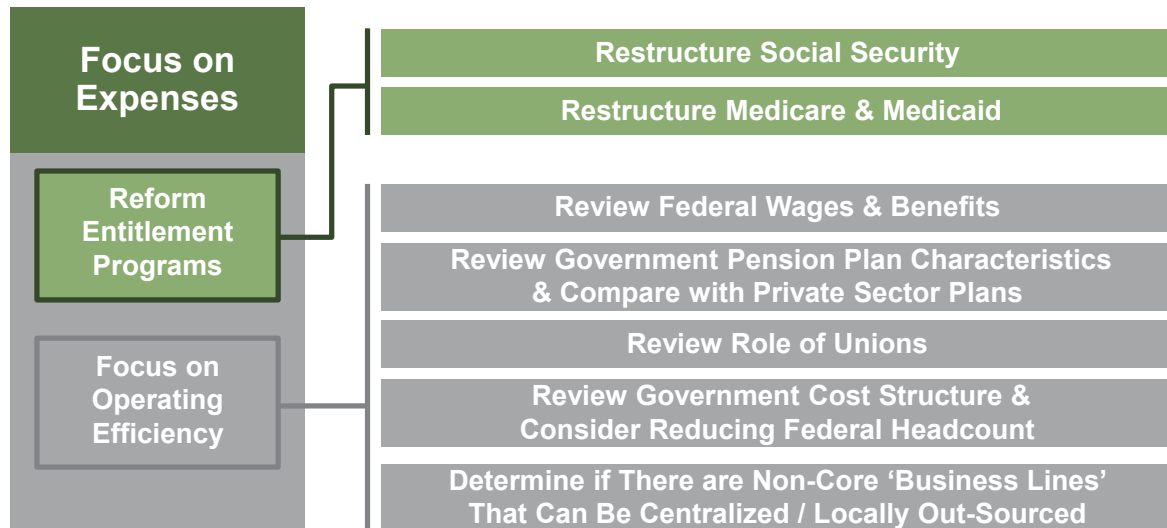 Focus on
Expenses
Reform
Entitlement
Programs
Focus on
Operating
Efficiency
Restructure Social Security
Restructure Medicare & Medicaid
Review Federal Wages & Benefits
Review Government Pension Plan Characteristics
& Compare with Private Sector Plans
Review Role of Unions
Review Government Cost Structure &
Consider Reducing Federal Headcount
Determine if There are Non-Core ‘Business Lines’
That Can Be Centralized / Locally Out-Sourced